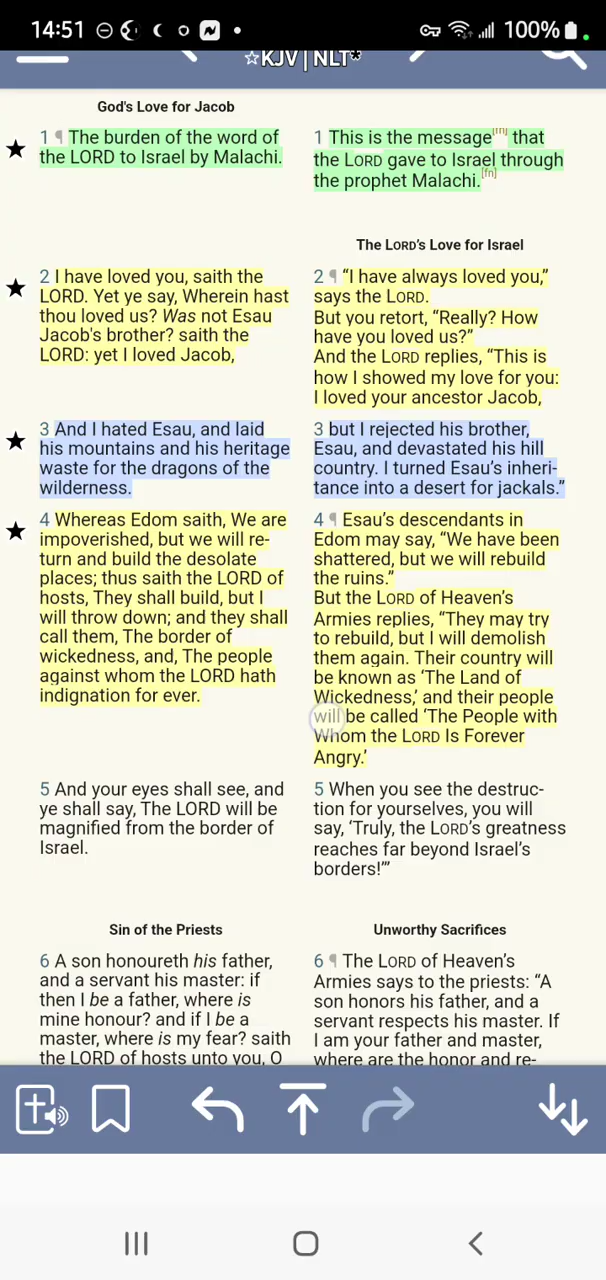 14:51
100%
☆KJV | NLT*
God's Love for Jacob
1 ¶ The burden of the word of
the LORD to Israel by Malachi.
2 I have loved you, saith the
LORD. Yet ye say, Wherein hast
thou loved us? Was not Esau
Jacob's brother? saith the
LORD: yet I loved Jacob,
3 And I hated Esau, and laid
his mountains and his heritage
waste for the dragons of the
wilderness.
4 Whereas Edom saith, We are
impoverished, but we will re-
turn and build the desolate
places; thus saith the LORD of
hosts, They shall build, but I
will throw down; and they shall
call them, The border of
wickedness, and, The people
against whom the LORD hath
indignation for ever.
5 And your eyes shall see, and
ye shall say, The LORD will be
magnified from the border of
Israel.
Sin of the Priests
6 A son honoureth his father,
and a servant his master: if
then I be a father, where is
mine honour? and if I be a
master, where is my fear? saith
the LORD of hosts unto you, O
1 This is the message[fn] that
the LORD gave to Israel through
the prophet Malachi.[fn]
The LORD’s Love for Israel
2 ¶ “I have always loved you,”
says the LORD.
But you retort, “Really? How
have you loved us?”
And the LORD replies, “This is
how I showed my love for you:
I loved your ancestor Jacob,
3 but I rejected his brother,
Esau, and devastated his hill
country. I turned Esau’s inheri-
tance into a desert for jackals.”
4 ¶ Esau’s descendants in
Edom may say, “We have been
shattered, but we will rebuild
the ruins.”
But the LORD of Heaven’s
Armies replies, “They may try
to rebuild, but I will demolish
them again. Their country will
be known as ‘The Land of
Wickedness,’ and their people
will be called ‘The People with
Whom the LORD Is Forever
Angry.’
5 When you see the destruc-
tion for yourselves, you will
say, ‘Truly, the LORD’s greatness
reaches far beyond Israel’s
borders!’”
Unworthy Sacrifices
6 ¶ The LORD of Heaven’s
Armies says to the priests: “A
son honors his father, and a
servant respects his master. If
I am your father and master,
where are the honor and re-